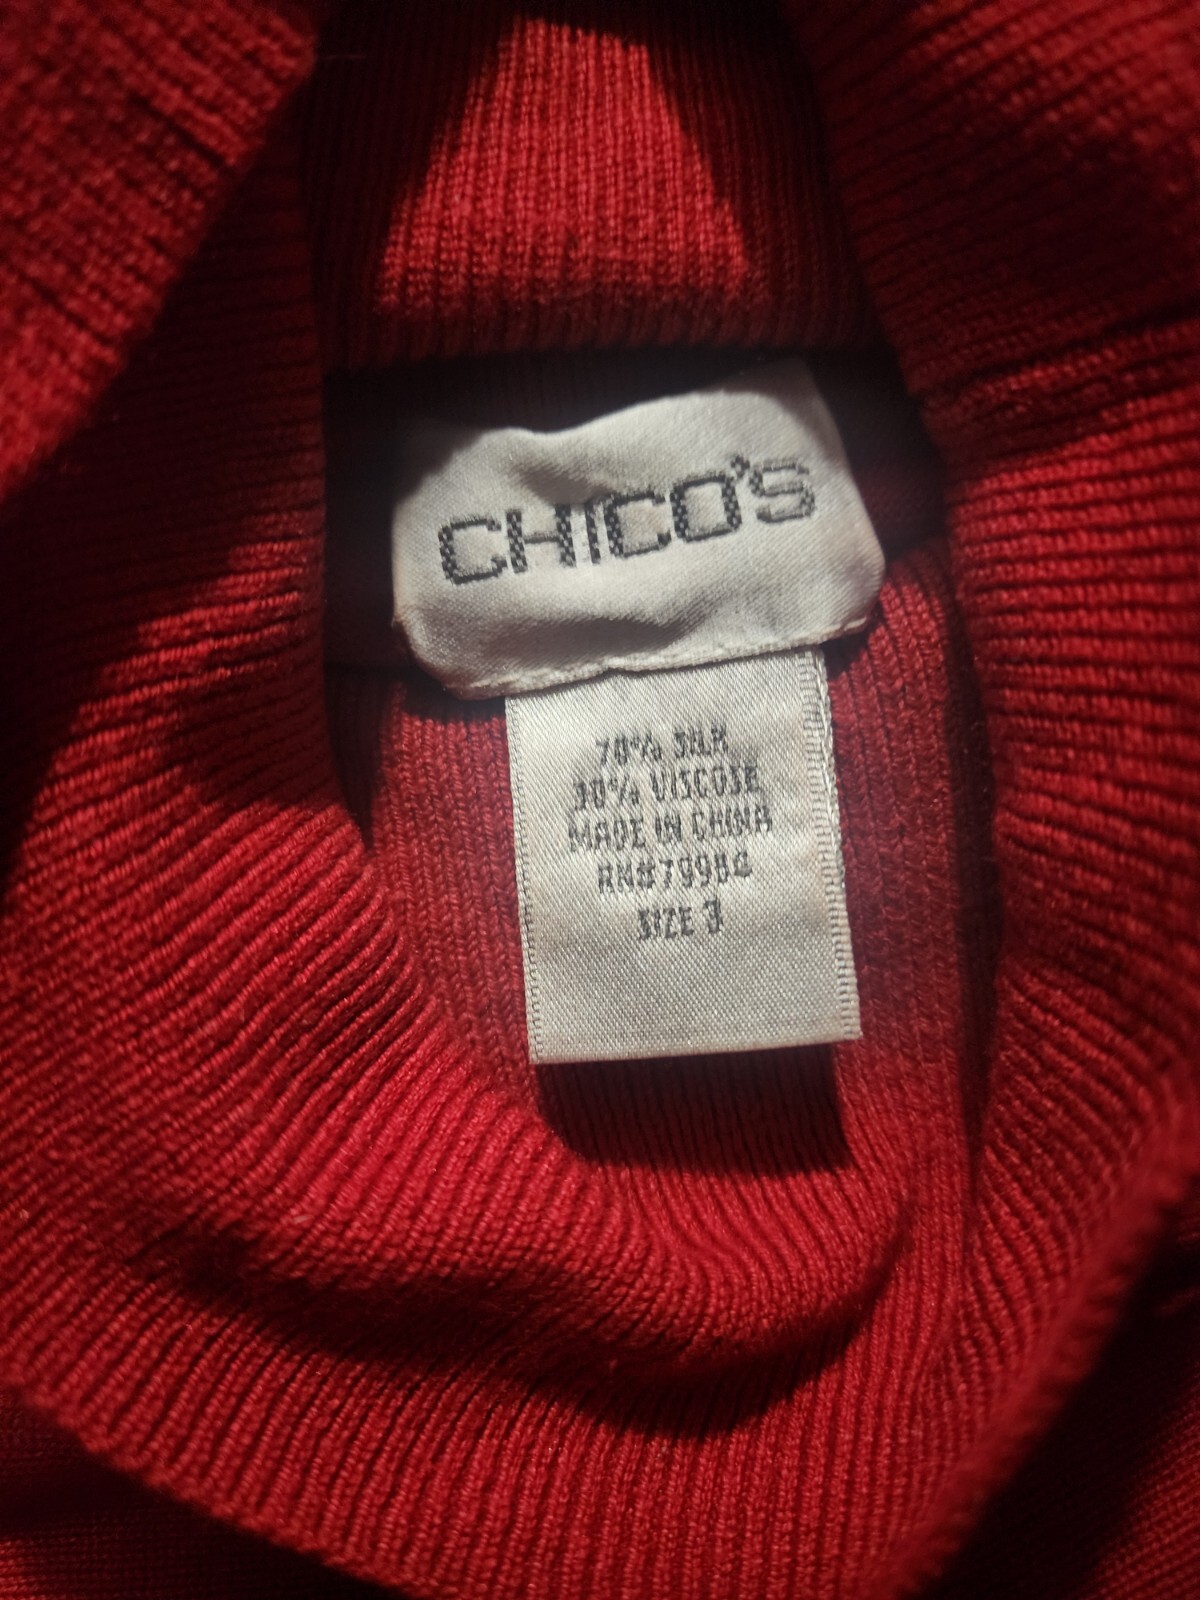 CHICO'S
70% SILK
30% VISCOSE
MADE IN CHINA
RN#79984
SIZE 3